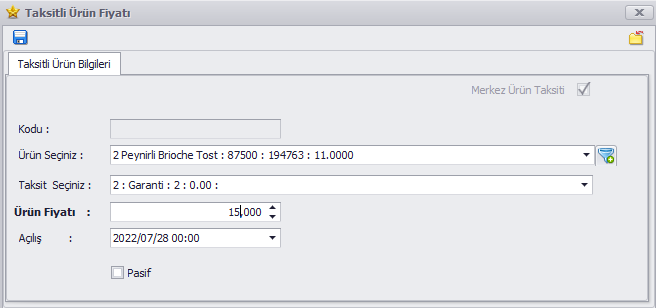 Taksitli Ürün Fiyatı
Taksitli Ürün Bilgileri
Merkez Ürün Taksiti
Kodu :
Ürün Seçiniz : 2 Peynirli Brioche Tost : 87500 : 194763 : 11.0000
Taksit Seçiniz : 2 : Garanti : 2 : 0.00 :
Ürün Fiyatı : 15,000
Açılış : 2022/07/28 00:00
Pasif